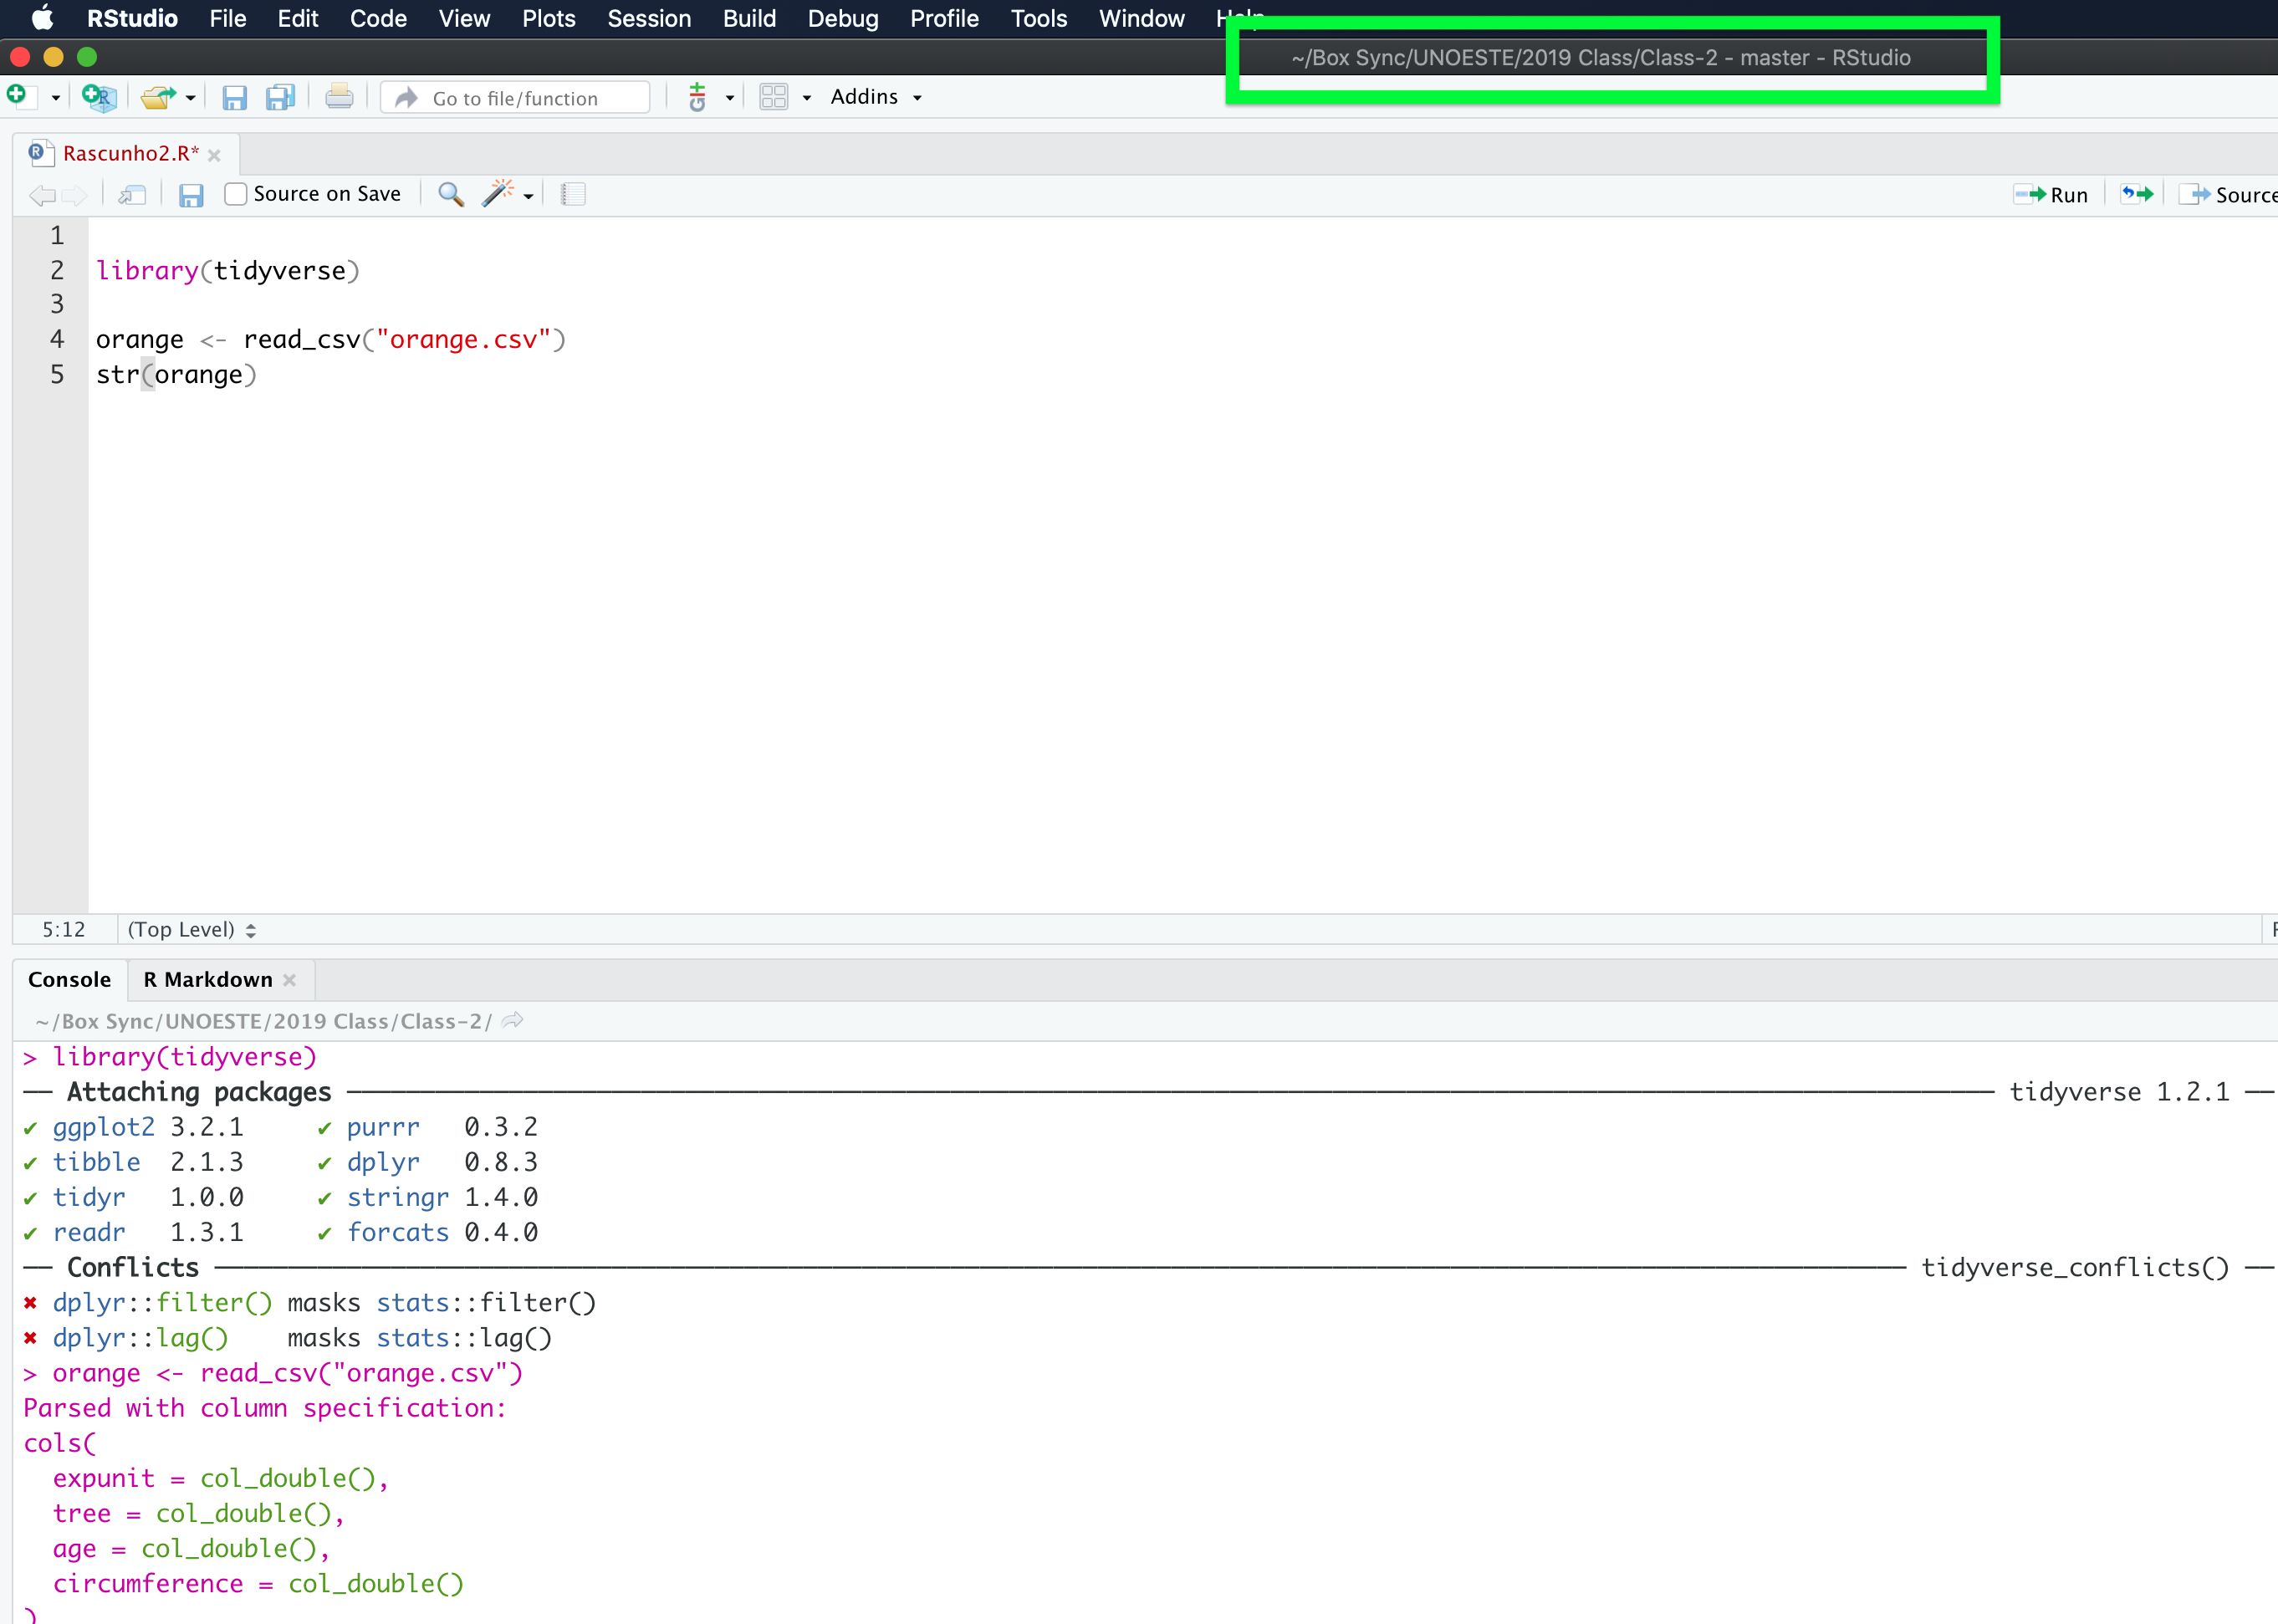 RStudio File Edit Code View Plots Session Build Debug Profile Tools Window Help
~/Box Sync/UNOESTE/2019 Class/Class-2 - master - RStudio
Go to file/function Addins
Rascunho2.R*
Source on Save Run Source
1
2 library(tidyverse)
3
4 orange <- read_csv("orange.csv")
5 str(orange)
5:12 (Top Level)
Console R Markdown
~/Box Sync/UNOESTE/2019 Class/Class-2/
> library(tidyverse)
── Attaching packages ── tidyverse 1.2.1 ──
✔ ggplot2 3.2.1 ✔ purrr 0.3.2
✔ tibble 2.1.3 ✔ dplyr 0.8.3
✔ tidyr 1.0.0 ✔ stringr 1.4.0
✔ readr 1.3.1 ✔ forcats 0.4.0
── Conflicts ── tidyverse_conflicts() ──
✖ dplyr::filter() masks stats::filter()
✖ dplyr::lag() masks stats::lag()
> orange <- read_csv("orange.csv")
Parsed with column specification:
cols(
  expunit = col_double(),
  tree = col_double(),
  age = col_double(),
  circumference = col_double()
)